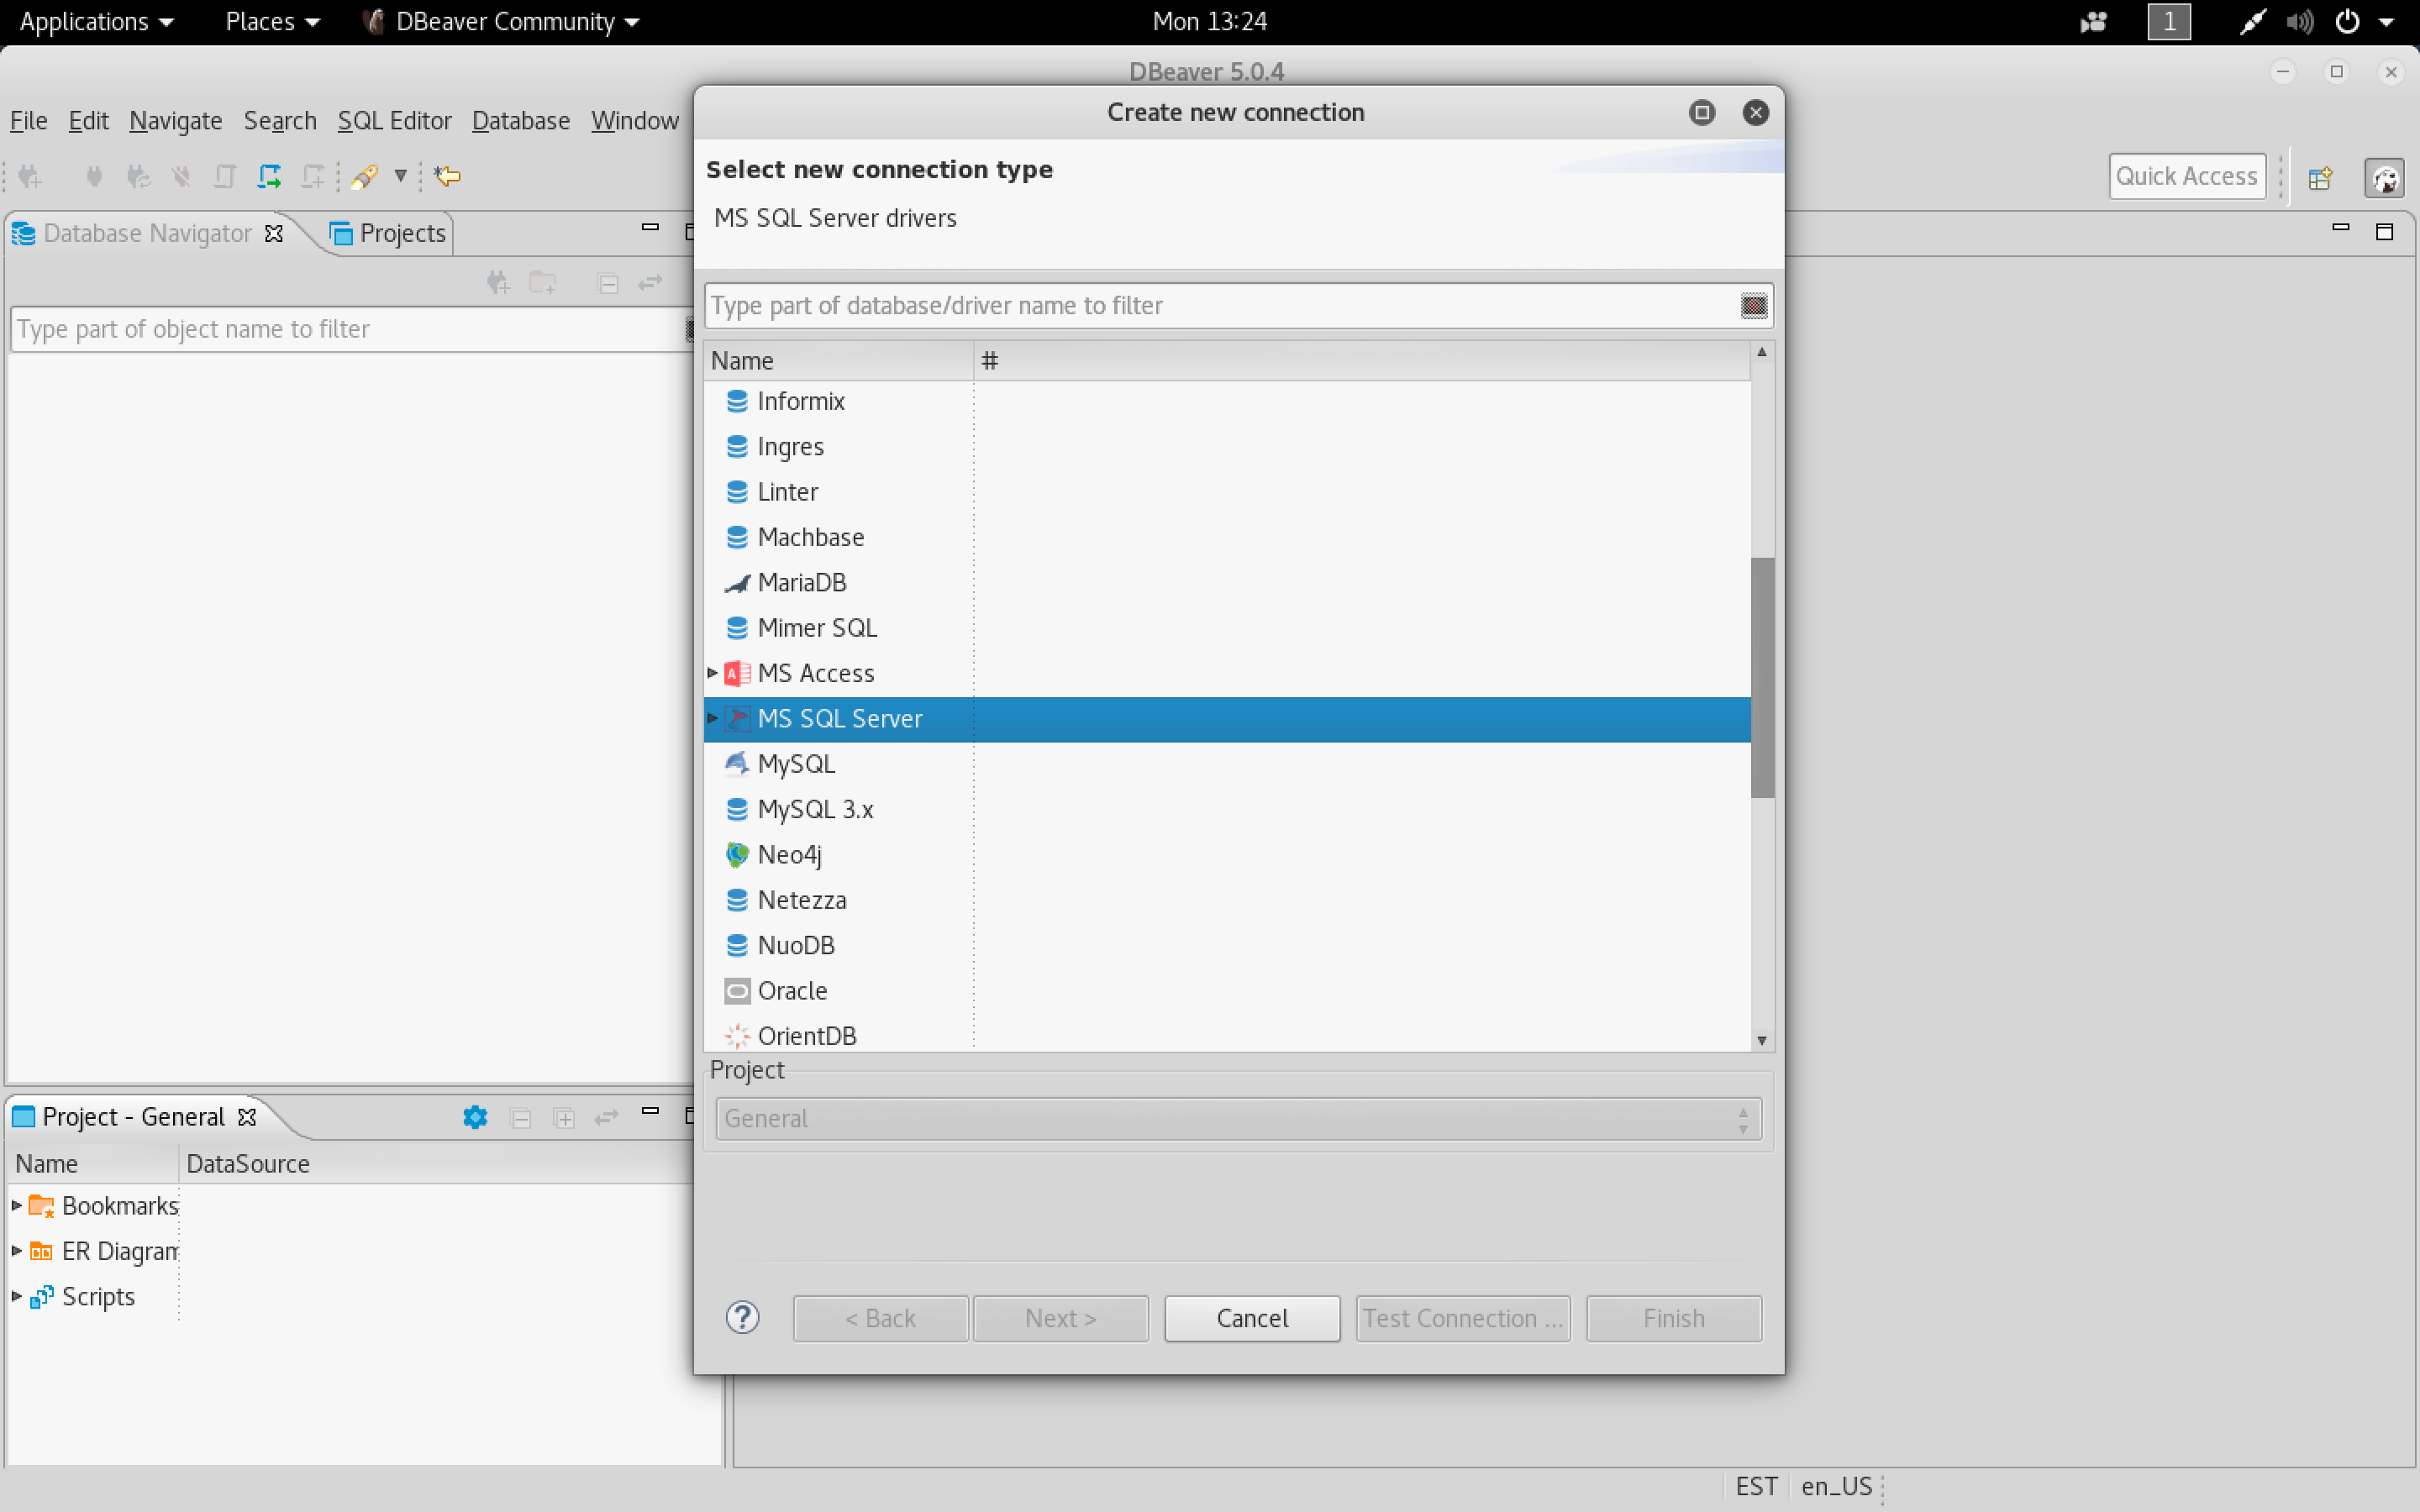 Applications Places DBeaver Community Mon 13:24 1
DBeaver 5.0.4
File Edit Navigate Search SQL Editor Database Window
Quick Access
Database Navigator Projects
Type part of object name to filter
Create new connection
Select new connection type
MS SQL Server drivers
Type part of database/driver name to filter
Name #
Informix
Ingres
Linter
Machbase
MariaDB
Mimer SQL
MS Access
MS SQL Server
MySQL
MySQL 3.x
Neo4j
Netezza
NuoDB
Oracle
OrientDB
Project
General
? < Back Next > Cancel Test Connection ... Finish
Project - General
Name DataSource
Bookmarks
ER Diagram
Scripts
EST en_US